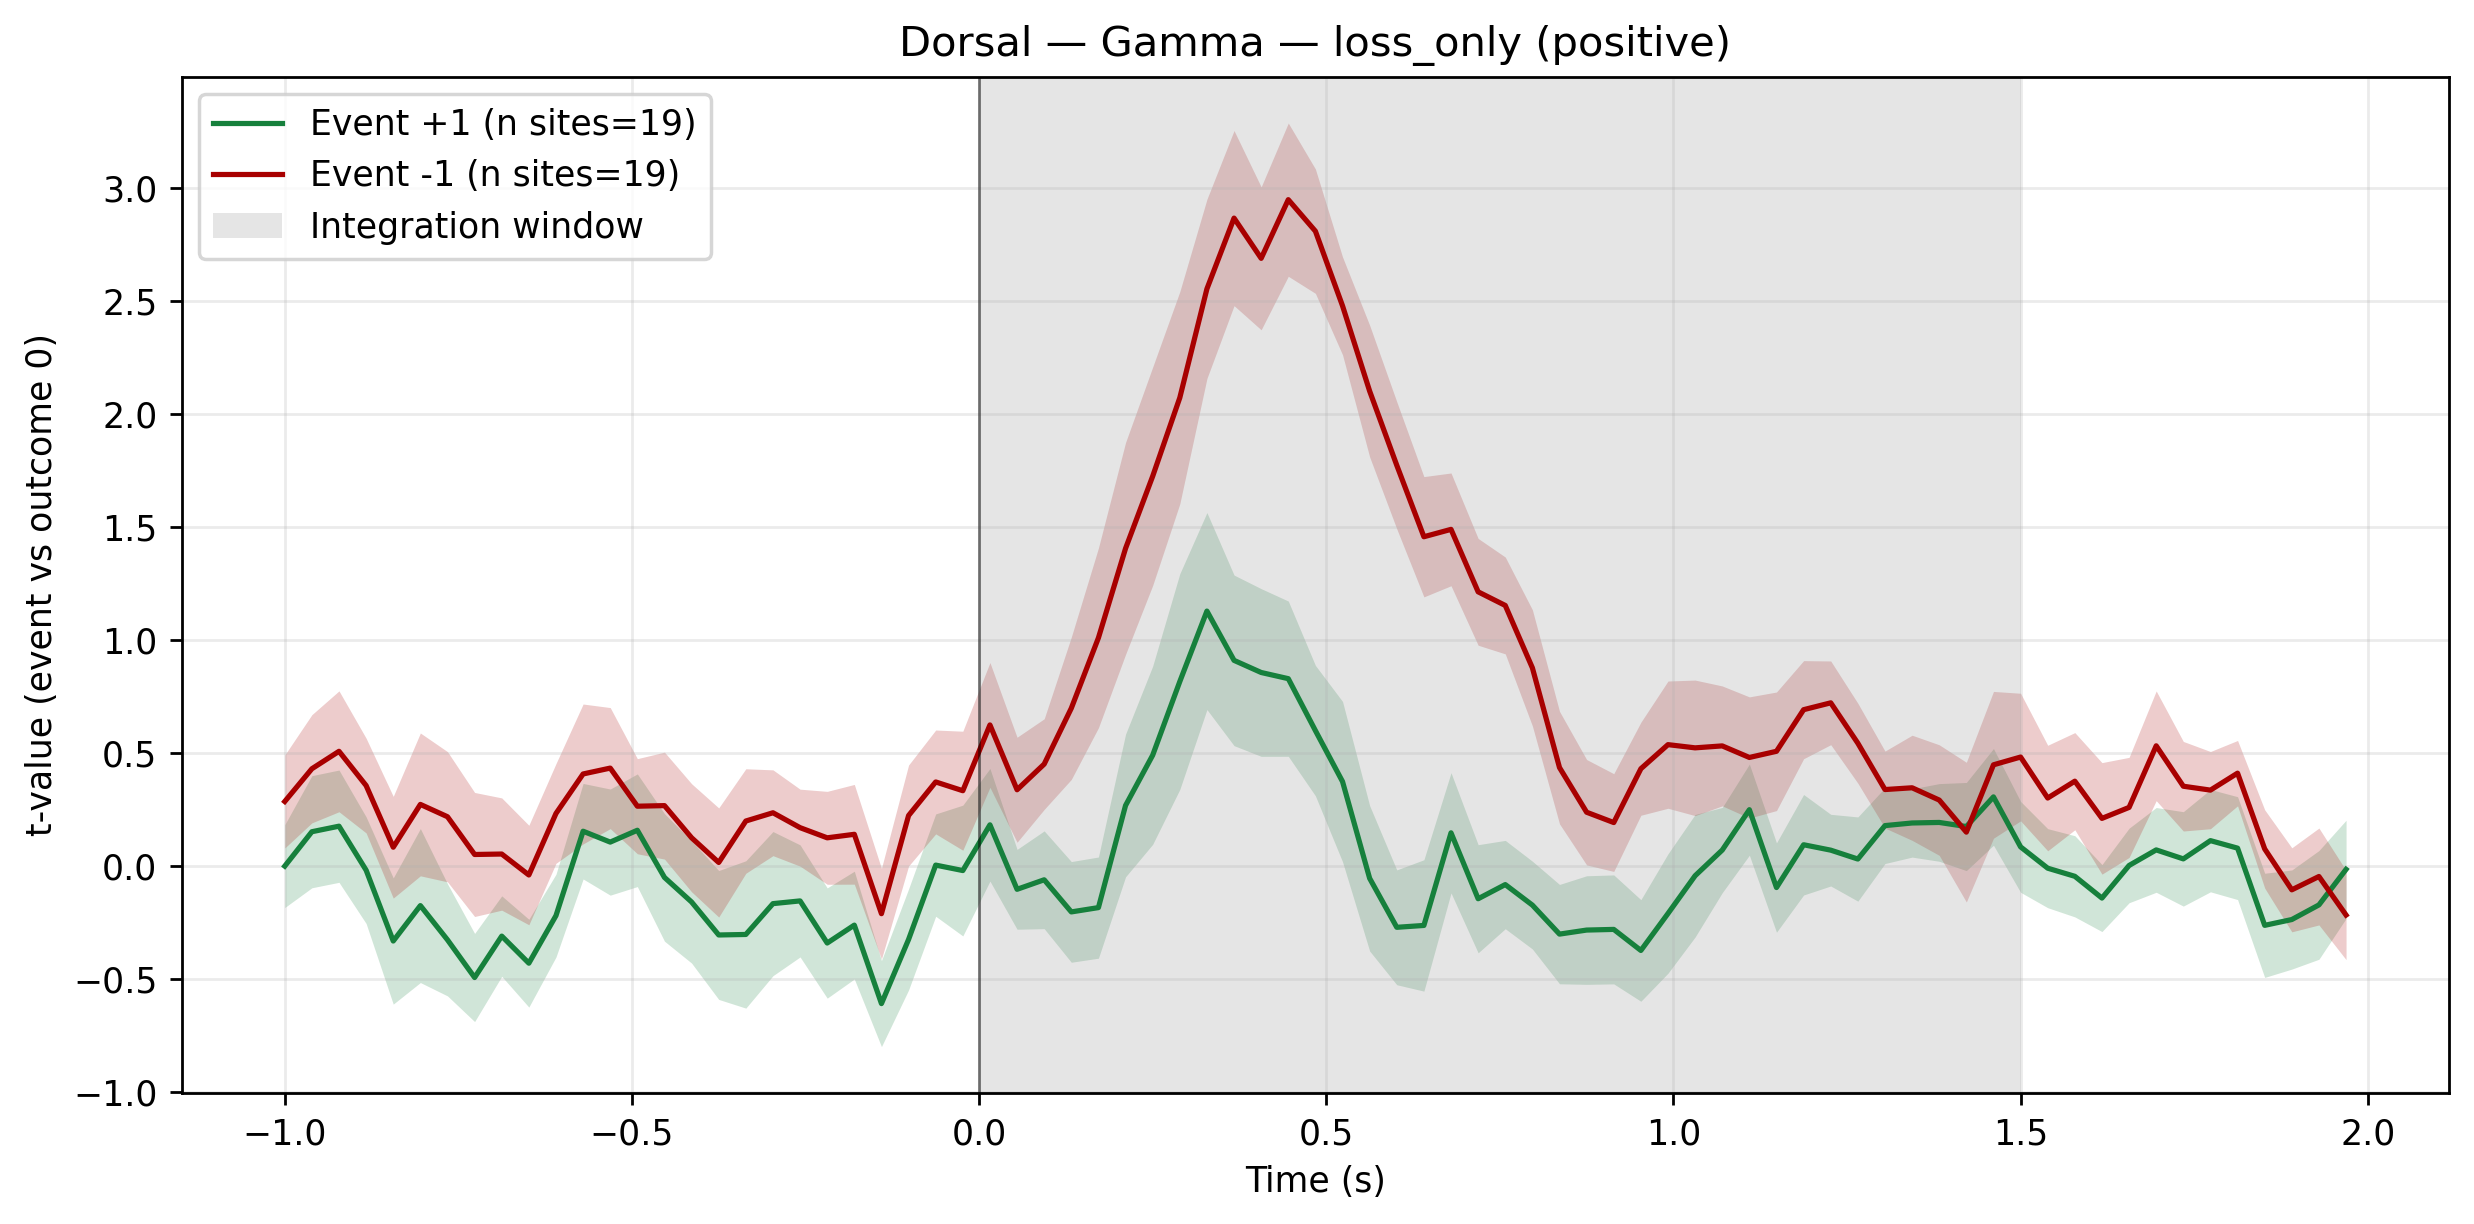 Dorsal — Gamma — loss_only (positive)
Event +1 (n sites=19)
Event -1 (n sites=19)
Integration window
t-value (event vs outcome 0)
3.0
2.5
2.0
1.5
1.0
0.5
0.0
−0.5
−1.0
−1.0 −0.5 0.0 0.5 1.0 1.5 2.0
Time (s)